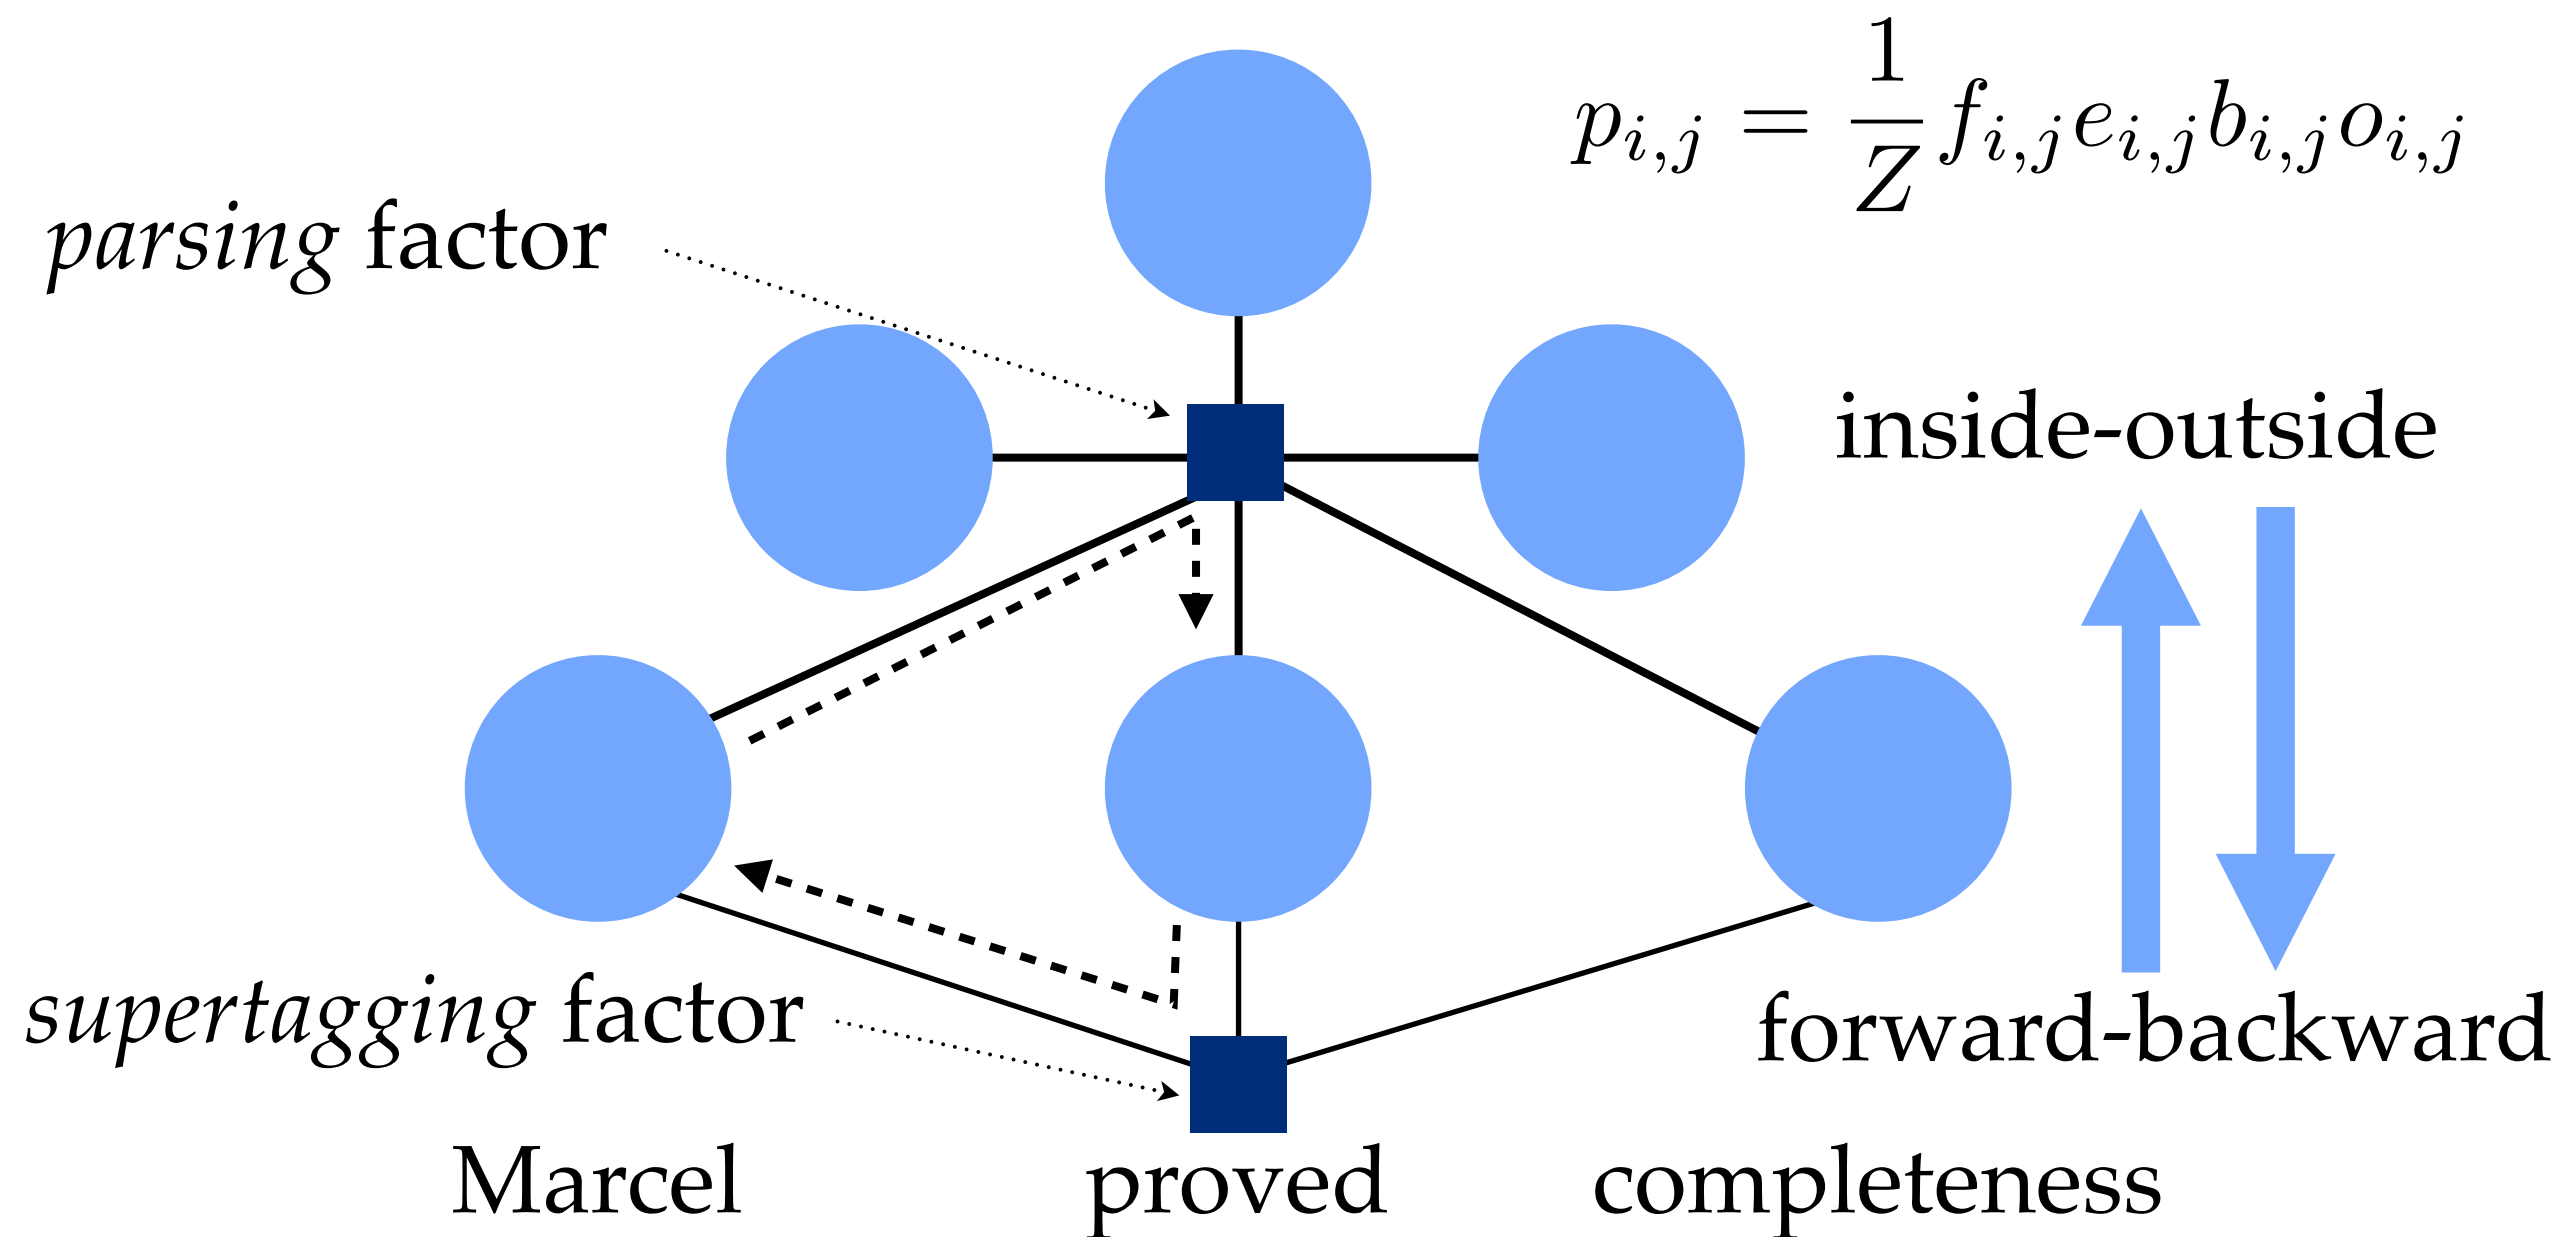 p_{i,j} = \frac{1}{Z} f_{i,j} e_{i,j} b_{i,j} o_{i,j}
parsing factor
inside-outside
supertagging factor
forward-backward
Marcel proved completeness